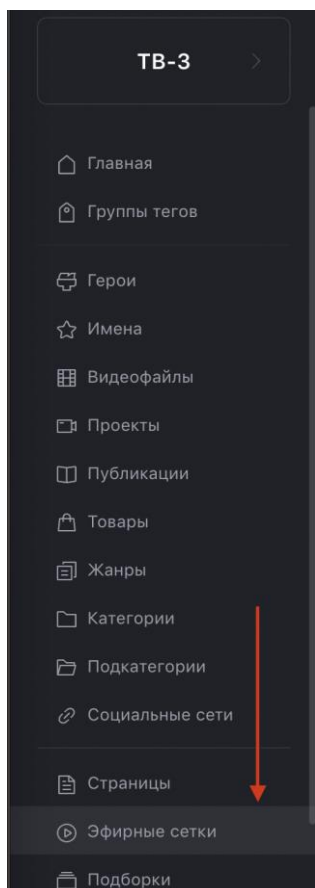 ТВ-3
Главная
Группы тегов
Герои
Имена
Видеофайлы
Проекты
Публикации
Товары
Жанры
Категории
Подкатегории
Социальные сети
Страницы
Эфирные сетки
Подборки